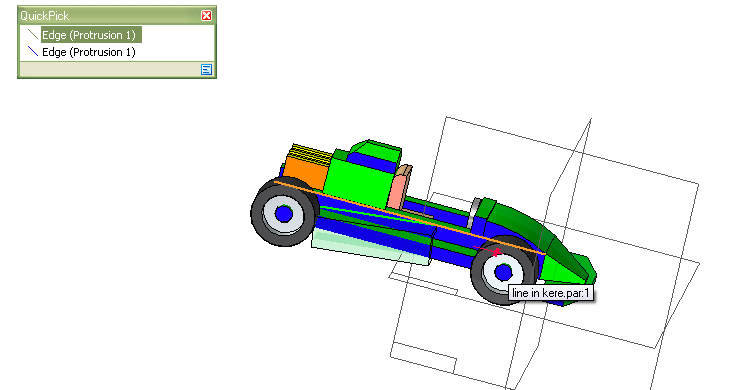 QuickPick
Edge (Protrusion 1)
Edge (Protrusion 1)
line in kere.par:1